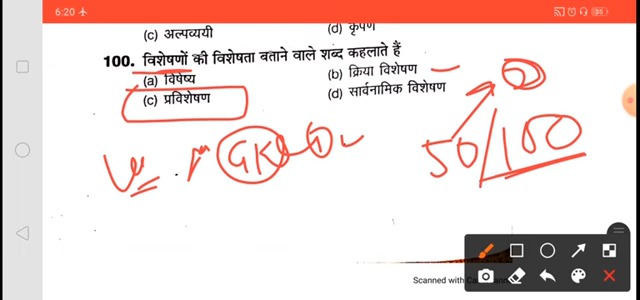 6:20
(c) अल्पव्ययी (d) कृपण
100. विशेषणों की विशेषता बताने वाले शब्द कहलाते हैं
(a) विशेष्य (b) क्रिया विशेषण
(c) प्रविशेषण (d) सार्वनामिक विशेषण
GK
50/100
Scanned with